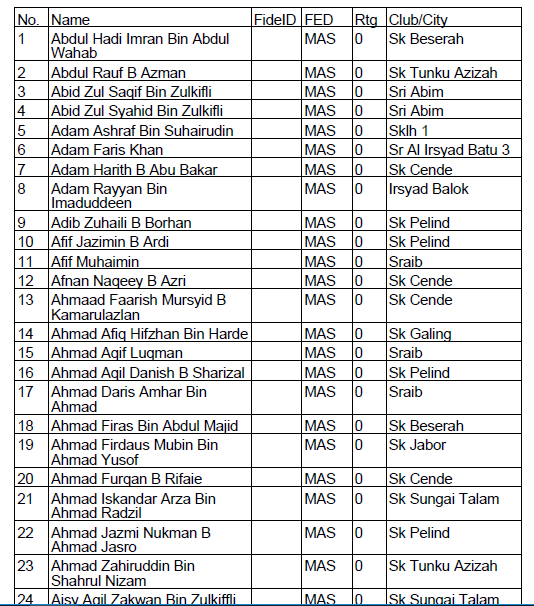 No. Name FideID FED Rtg Club/City
1 Abdul Hadi Imran Bin Abdul MAS 0 Sk Beserah
Wahab
2 Abdul Rauf B Azman MAS 0 Sk Tunku Azizah
3 Abid Zul Saqif Bin Zulkifli MAS 0 Sri Abim
4 Abid Zul Syahid Bin Zulkifli MAS 0 Sri Abim
5 Adam Ashraf Bin Suhairudin MAS 0 Sklh 1
6 Adam Faris Khan MAS 0 Sr Al Irsyad Batu 3
7 Adam Harith B Abu Bakar MAS 0 Sk Cende
8 Adam Rayyan Bin MAS 0 Irsyad Balok
Imaduddeen
9 Adib Zuhaili B Borhan MAS 0 Sk Pelind
10 Afif Jazimin B Ardi MAS 0 Sk Pelind
11 Afif Muhaimin MAS 0 Sraib
12 Afnan Naqeey B Azri MAS 0 Sk Cende
13 Ahmaad Faarish Mursyid B MAS 0 Sk Cende
Kamarulazlan
14 Ahmad Afiq Hifzhan Bin Harde MAS 0 Sk Galing
15 Ahmad Aqif Luqman MAS 0 Sraib
16 Ahmad Aqil Danish B Sharizal MAS 0 Sk Pelind
17 Ahmad Daris Amhar Bin MAS 0 Sraib
Ahmad
18 Ahmad Firas Bin Abdul Majid MAS 0 Sk Beserah
19 Ahmad Firdaus Mubin Bin MAS 0 Sk Jabor
Ahmad Yusof
20 Ahmad Furqan B Rifaie MAS 0 Sk Cende
21 Ahmad Iskandar Arza Bin MAS 0 Sk Sungai Talam
Ahmad Radzil
22 Ahmad Jazmi Nukman B MAS 0 Sk Pelind
Ahmad Jasro
23 Ahmad Zahiruddin Bin MAS 0 Sk Tunku Azizah
Shahrul Nizam
24 Aisy Aqil Zakwan Bin Zulkiffli MAS 0 Sk Sungai Talam